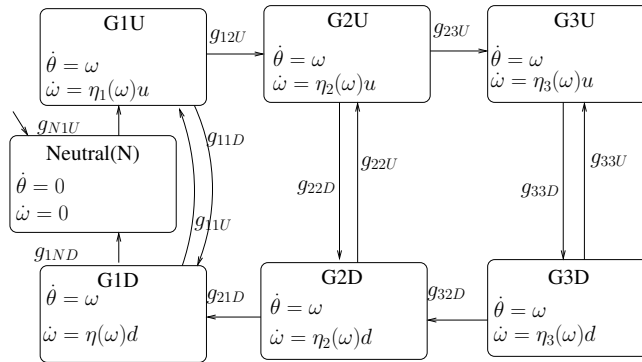 G1U
θ̇ = ω
ω̇ = η₁(ω)u
g₁₂U
G2U
θ̇ = ω
ω̇ = η₂(ω)u
g₂₃U
G3U
θ̇ = ω
ω̇ = η₃(ω)u
g_N1U
Neutral(N)
θ̇ = 0
ω̇ = 0
g₁₁D
g₁₁U
g₂₂D
g₂₂U
g₃₃D
g₃₃U
g₁ND
G1D
θ̇ = ω
ω̇ = η(ω)d
g₂₁D
G2D
θ̇ = ω
ω̇ = η₂(ω)d
g₃₂D
G3D
θ̇ = ω
ω̇ = η₃(ω)d